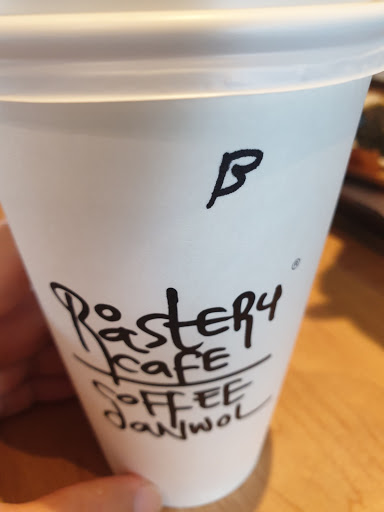 B
®
RoastERY
cafE
CoFFEE
SaNWoL